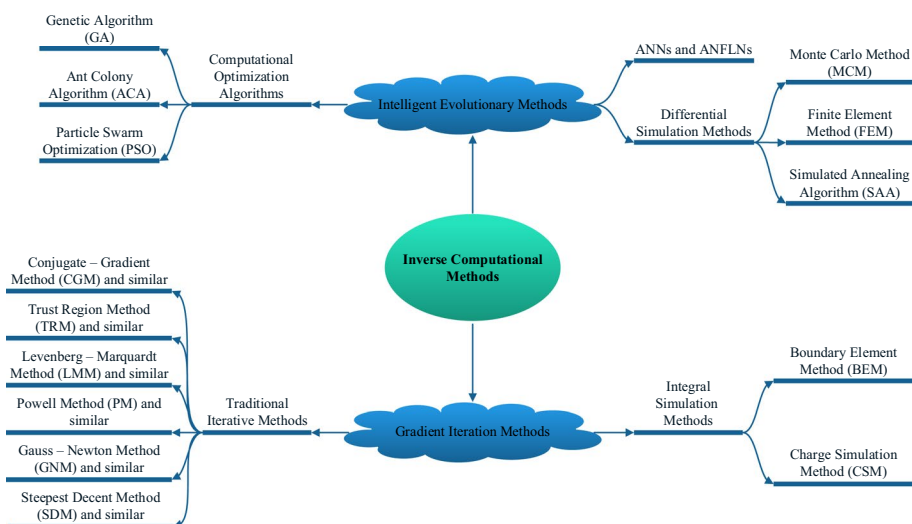 Genetic Algorithm
(GA)
Ant Colony
Algorithm (ACA)
Particle Swarm
Optimization (PSO)
Computational
Optimization
Algorithms
Intelligent Evolutionary Methods
ANNs and ANFLNs
Differential
Simulation Methods
Monte Carlo Method
(MCM)
Finite Element
Method (FEM)
Simulated Annealing
Algorithm (SAA)
Inverse Computational
Methods
Conjugate – Gradient
Method (CGM) and similar
Trust Region Method
(TRM) and similar
Levenberg – Marquardt
Method (LMM) and similar
Powell Method (PM) and
similar
Gauss – Newton Method
(GNM) and similar
Steepest Decent Method
(SDM) and similar
Traditional
Iterative Methods
Gradient Iteration Methods
Integral
Simulation
Methods
Boundary Element
Method (BEM)
Charge Simulation
Method (CSM)